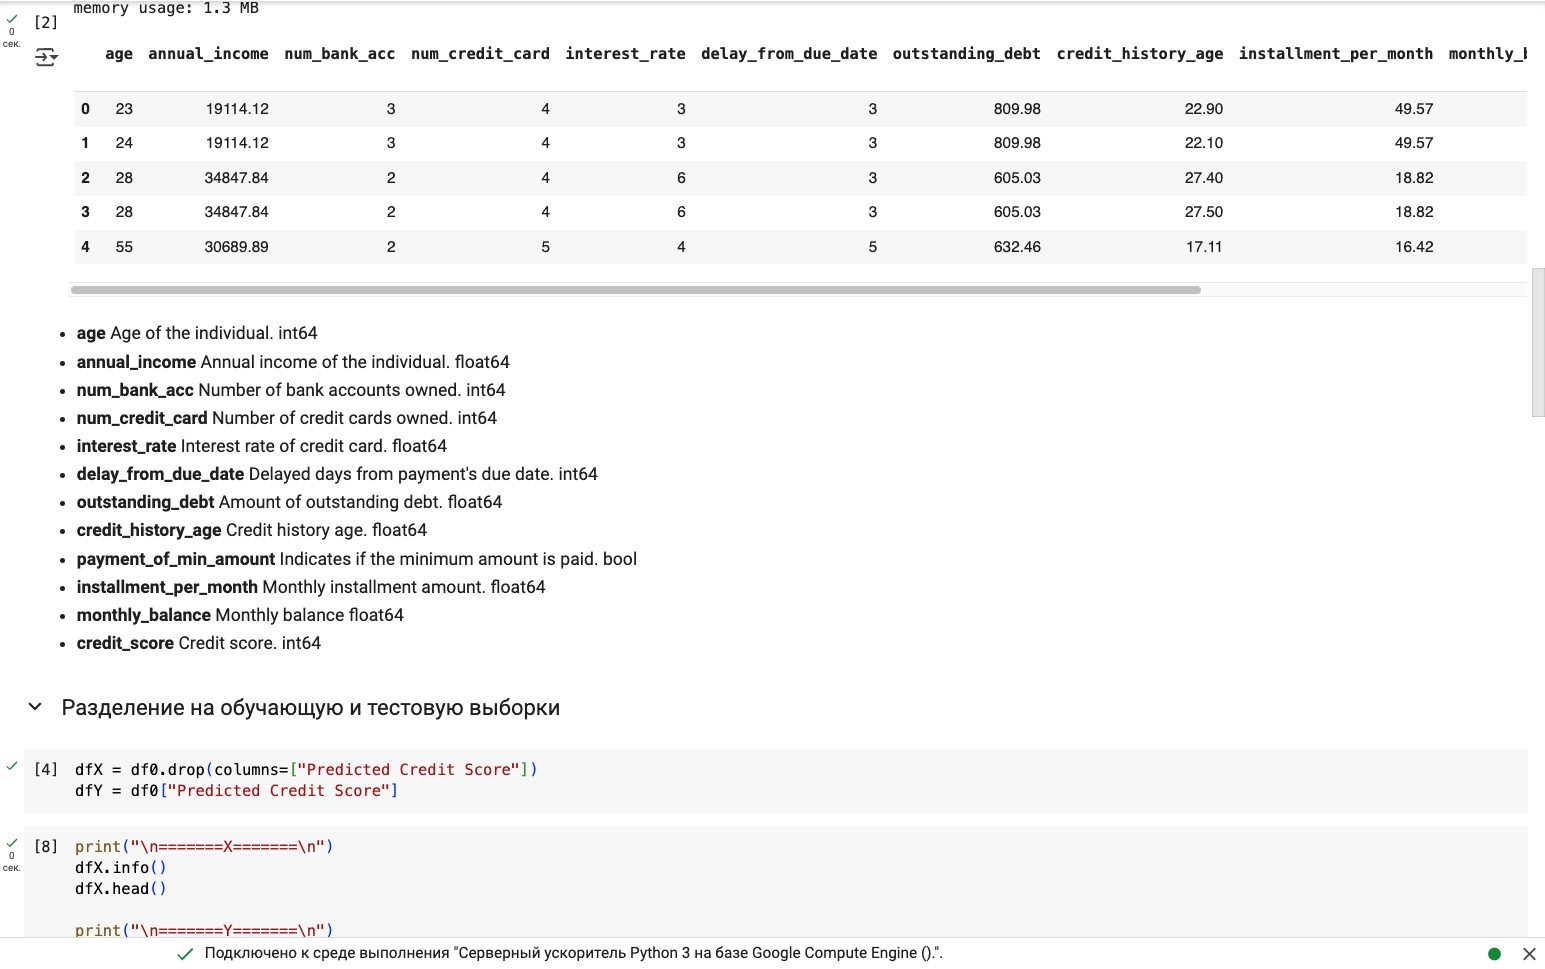 memory usage: 1.3 MB
[2]
0
сек.
age annual_income num_bank_acc num_credit_card interest_rate delay_from_due_date outstanding_debt credit_history_age installment_per_month monthly_b
0 23 19114.12 3 4 3 3 809.98 22.90 49.57
1 24 19114.12 3 4 3 3 809.98 22.10 49.57
2 28 34847.84 2 4 6 3 605.03 27.40 18.82
3 28 34847.84 2 4 6 3 605.03 27.50 18.82
4 55 30689.89 2 5 4 5 632.46 17.11 16.42
• age Age of the individual. int64
• annual_income Annual income of the individual. float64
• num_bank_acc Number of bank accounts owned. int64
• num_credit_card Number of credit cards owned. int64
• interest_rate Interest rate of credit card. float64
• delay_from_due_date Delayed days from payment's due date. int64
• outstanding_debt Amount of outstanding debt. float64
• credit_history_age Credit history age. float64
• payment_of_min_amount Indicates if the minimum amount is paid. bool
• installment_per_month Monthly installment amount. float64
• monthly_balance Monthly balance float64
• credit_score Credit score. int64
Разделение на обучающую и тестовую выборки
[4] dfX = df0.drop(columns=["Predicted Credit Score"])
dfY = df0["Predicted Credit Score"]
[8] print("\n=======X=======\n")
0
сек.
dfX.info()
dfX.head()
print("\n=======Y=======\n")
Подключено к среде выполнения "Серверный ускоритель Python 3 на базе Google Compute Engine ().".